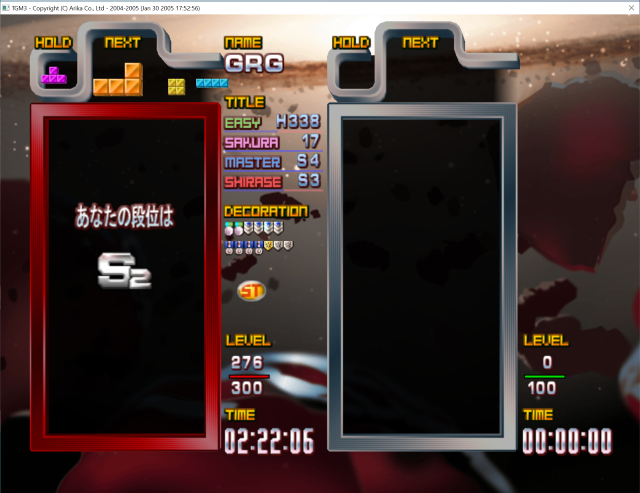 TGM3 - Copyright (C) Arika Co., Ltd - 2004-2005 (Jan 30 2005 17:52:56)
HOLD NEXT NAME
GRG
HOLD NEXT
TITLE
EASY H338
SAKURA 17
MASTER S4
SHIRASE S3
DECORATION
ST
あなたの段位は
S2
LEVEL
276
300
TIME
02:22:06
LEVEL
0
100
TIME
00:00:00